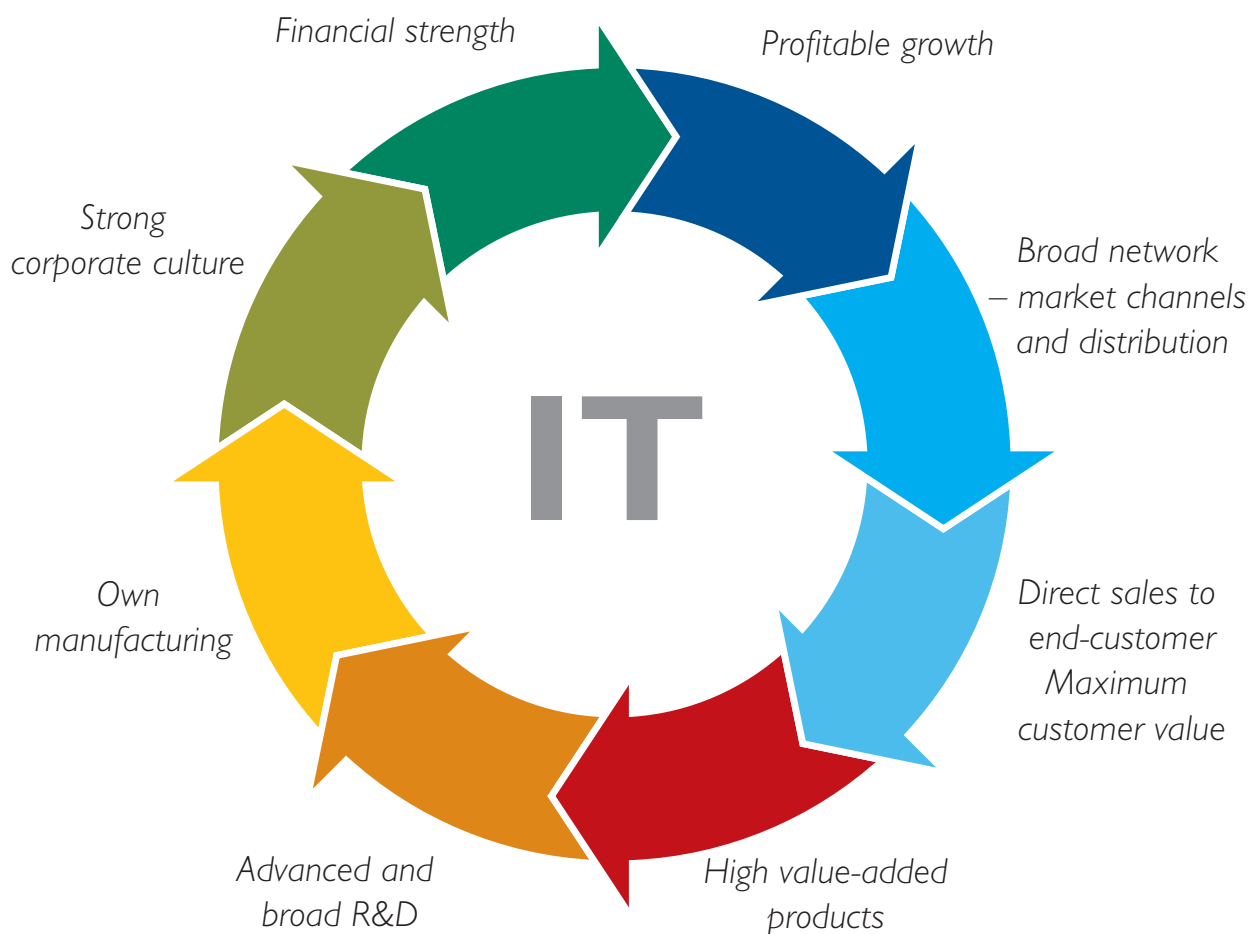 Financial strength
Profitable growth
Broad network
– market channels
and distribution
Direct sales to
end-customer
Maximum
customer value
High value-added
products
Advanced and
broad R&D
Own
manufacturing
Strong
corporate culture
IT